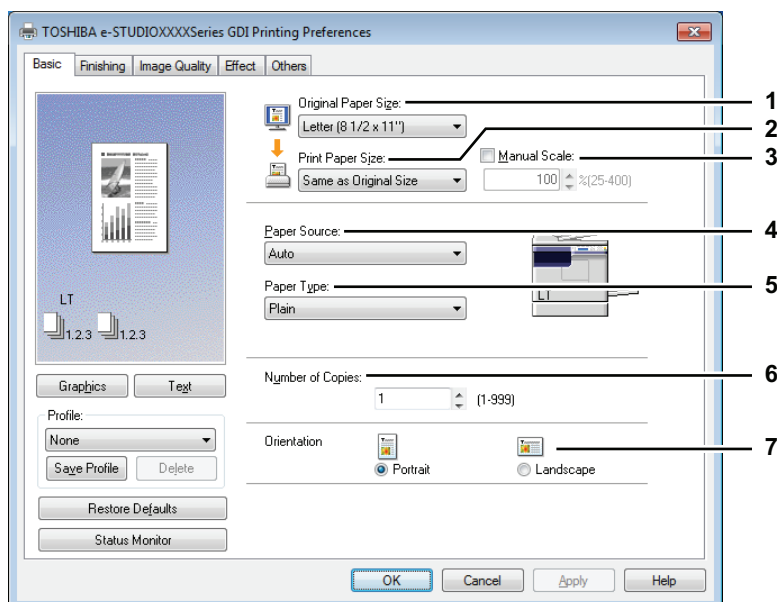 TOSHIBA e-STUDIOXXXXSeries GDI Printing Preferences
Basic Finishing Image Quality Effect Others
Original Paper Size: 1
Letter (8 1/2 x 11") 2
Print Paper Size: Manual Scale: 3
Same as Original Size 100 %(25-400)
Paper Source: 4
Auto
LT
Paper Type: 5
Plain
LT
1.2.3 1.2.3
Number of Copies: 6
1 (1-999)
Graphics Text
Profile:
None
Save Profile Delete
Orientation 7
Portrait Landscape
Restore Defaults
Status Monitor
OK Cancel Apply Help